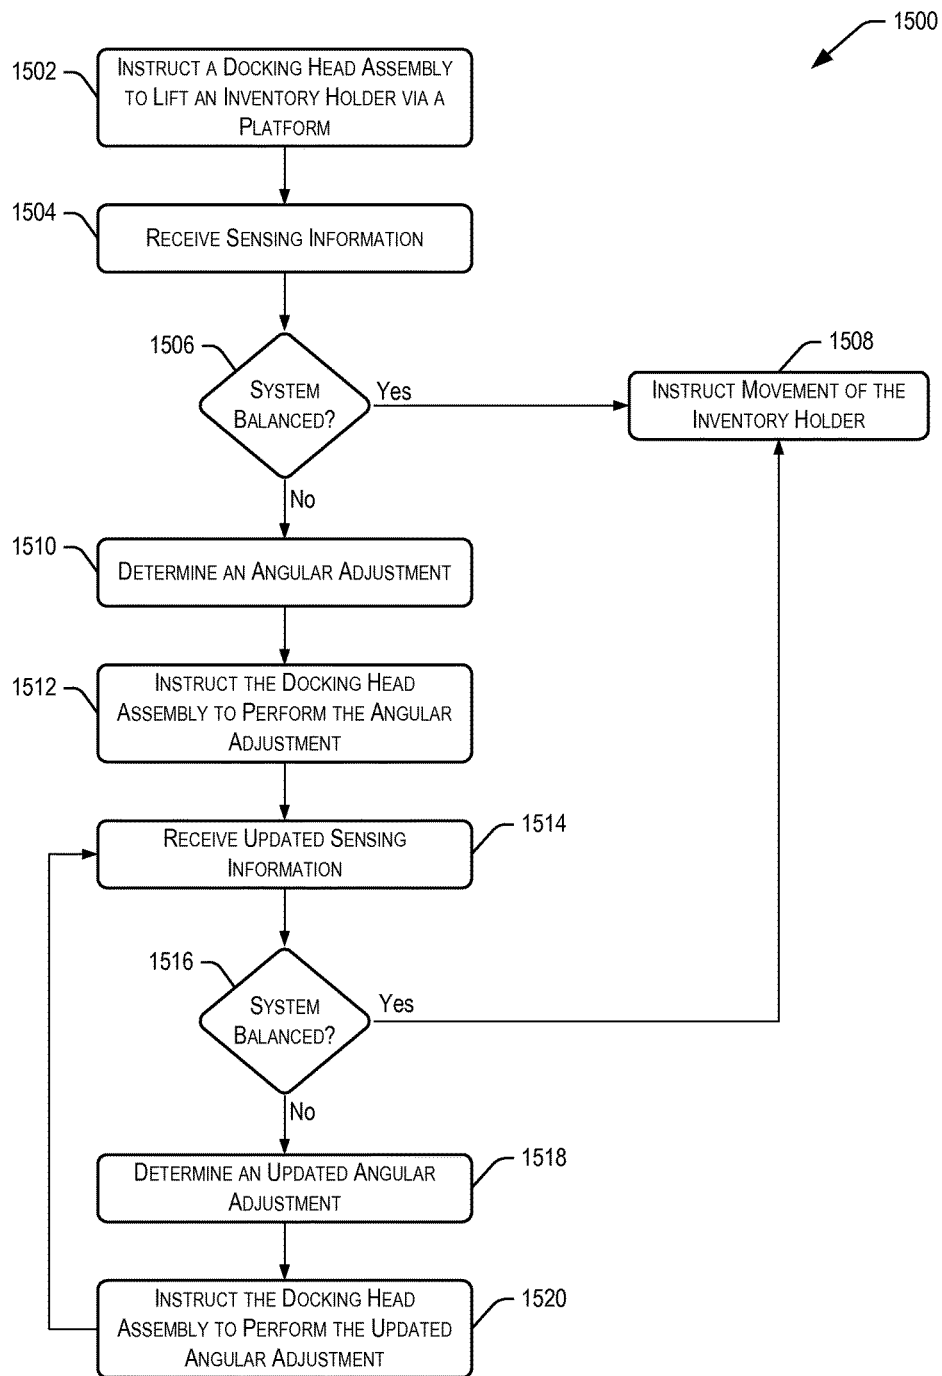 1500
1502
INSTRUCT A DOCKING HEAD ASSEMBLY
TO LIFT AN INVENTORY HOLDER VIA A
PLATFORM
1504
RECEIVE SENSING INFORMATION
1506
SYSTEM
BALANCED?
Yes
1508
INSTRUCT MOVEMENT OF THE
INVENTORY HOLDER
No
1510
DETERMINE AN ANGULAR ADJUSTMENT
1512
INSTRUCT THE DOCKING HEAD
ASSEMBLY TO PERFORM THE ANGULAR
ADJUSTMENT
1514
RECEIVE UPDATED SENSING
INFORMATION
1516
SYSTEM
BALANCED?
Yes
No
1518
DETERMINE AN UPDATED ANGULAR
ADJUSTMENT
1520
INSTRUCT THE DOCKING HEAD
ASSEMBLY TO PERFORM THE UPDATED
ANGULAR ADJUSTMENT